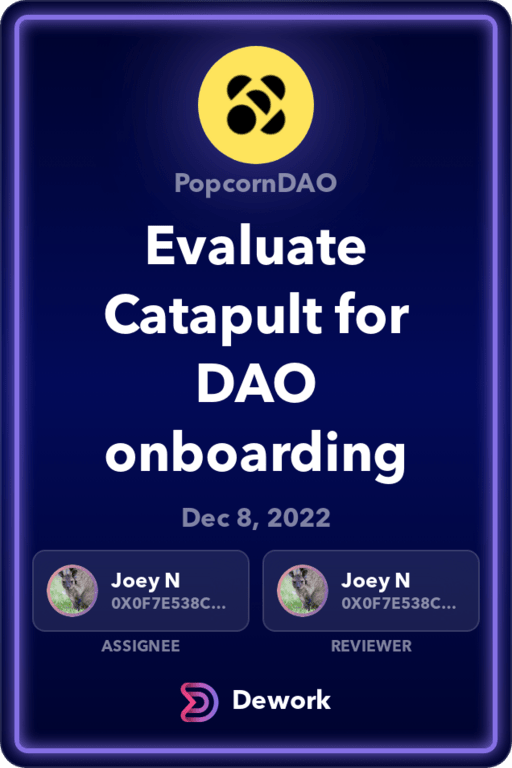 PopcornDAO
Evaluate
Catapult for
DAO
onboarding
Dec 8, 2022
Joey N
0X0F7E538C...
ASSIGNEE
Joey N
0X0F7E538C...
REVIEWER
Dework